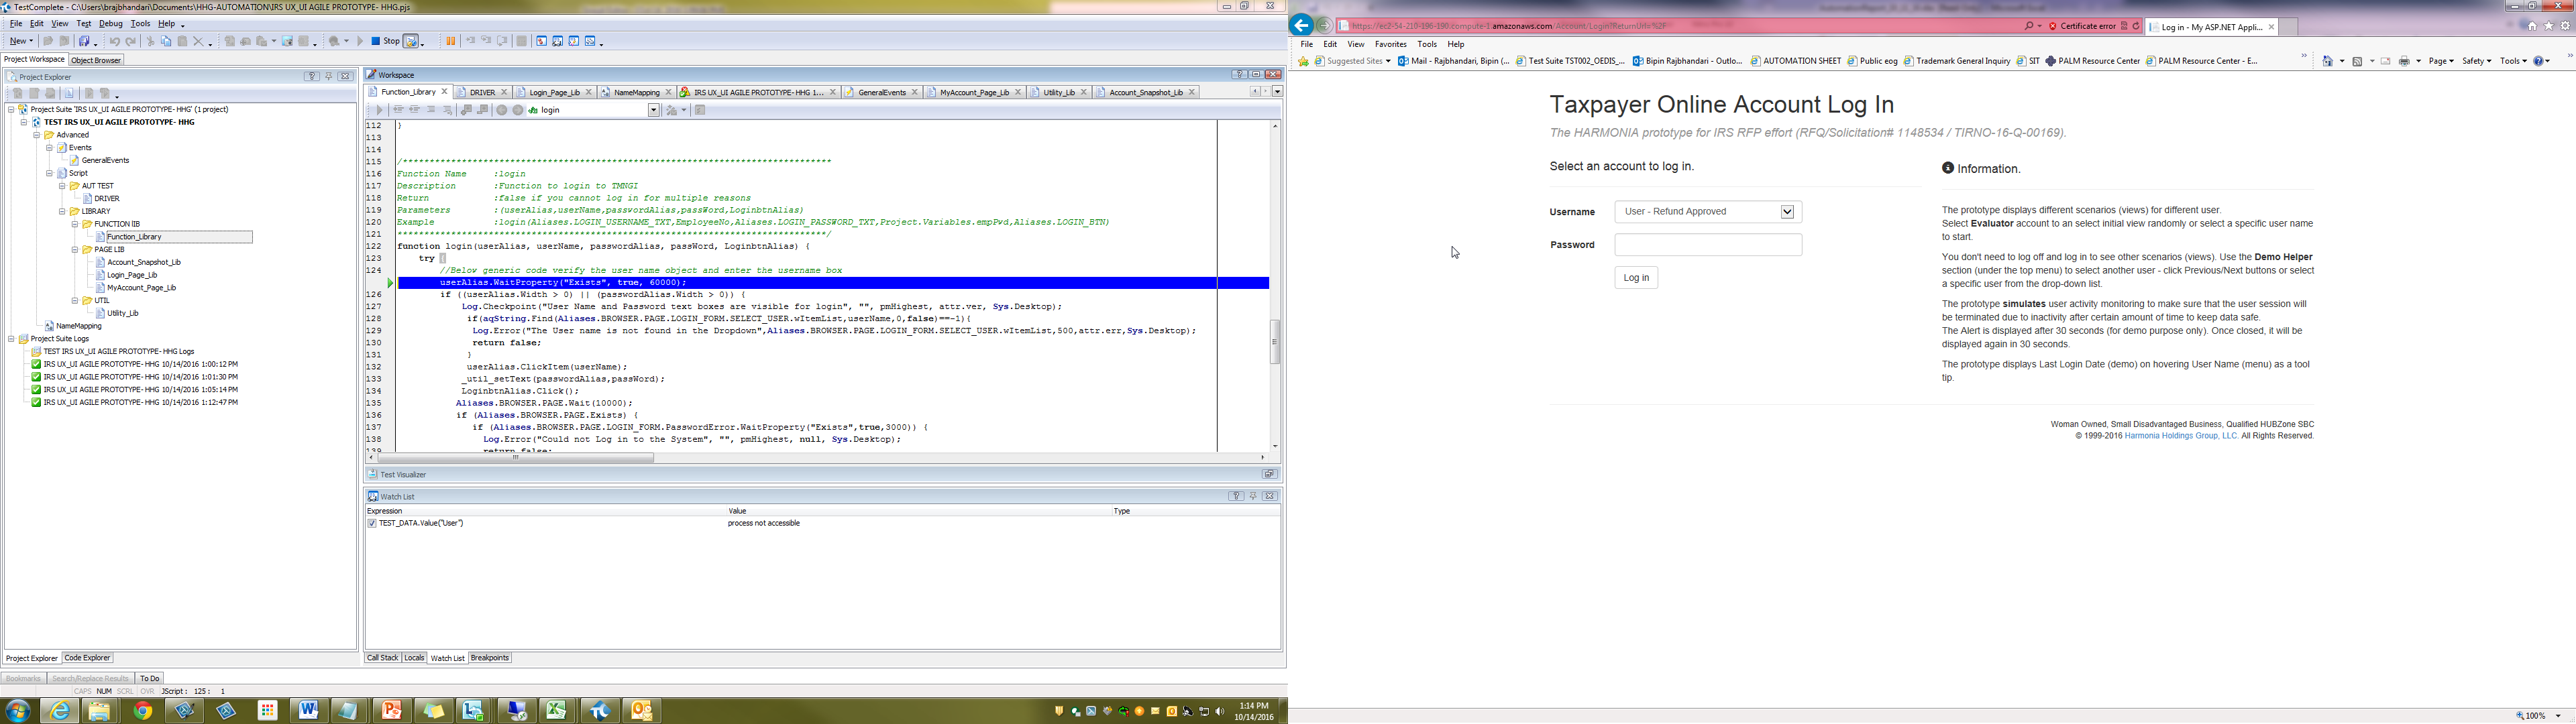 TestComplete - C:\Users\brajbhandari\Documents\HHG-AUTOMATION\IRS UX_UI AGILE PROTOTYPE- HHG.pjs
File Edit View Test Debug Tools Help
New Stop
Project Workspace Object Browser
Project Explorer
Project Suite 'IRS UX_UI AGILE PROTOTYPE- HHG' (1 project)
TEST IRS UX_UI AGILE PROTOTYPE- HHG
Advanced
Events
GeneralEvents
Script
AUT TEST
DRIVER
LIBRARY
FUNCTION lIB
Function_Library
PAGE LIB
Account_Snapshot_Lib
Login_Page_Lib
MyAccount_Page_Lib
UTIL
Utility_Lib
NameMapping
Project Suite Logs
TEST IRS UX_UI AGILE PROTOTYPE- HHG Logs
IRS UX_UI AGILE PROTOTYPE- HHG 10/14/2016 1:00:12 PM
IRS UX_UI AGILE PROTOTYPE- HHG 10/14/2016 1:01:30 PM
IRS UX_UI AGILE PROTOTYPE- HHG 10/14/2016 1:05:14 PM
IRS UX_UI AGILE PROTOTYPE- HHG 10/14/2016 1:12:47 PM
Project Explorer Code Explorer
Workspace
Function_Library DRIVER Login_Page_Lib NameMapping IRS UX_UI AGILE PROTOTYPE- HHG 1... GeneralEvents MyAccount_Page_Lib Utility_Lib Account_Snapshot_Lib
login
112 }
113
114
115 /********************************************************************************
116 Function Name :login
117 Description :Function to login to TMNGI
118 Return :false if you cannot log in for multiple reasons
119 Parameters :(userAlias,userName,passwordAlias,passWord,LoginbtnAlias)
120 Example :login(Aliases.LOGIN_USERNAME_TXT,EmployeeNo,Aliases.LOGIN_PASSWORD_TXT,Project.Variables.empPwd,Aliases.LOGIN_BTN)
121 ********************************************************************************/
122 function login(userAlias, userName, passwordAlias, passWord, LoginbtnAlias) {
123 try {
124 //Below generic code verify the user name object and enter the username box
userAlias.WaitProperty("Exists", true, 60000);
126 if ((userAlias.Width > 0) || (passwordAlias.Width > 0)) {
127 Log.Checkpoint("User Name and Password text boxes are visible for login", "", pmHighest, attr.ver, Sys.Desktop);
128 if(aqString.Find(Aliases.BROWSER.PAGE.LOGIN_FORM.SELECT_USER.wItemList,userName,0,false)==-1){
129 Log.Error("The User name is not found in the Dropdown",Aliases.BROWSER.PAGE.LOGIN_FORM.SELECT_USER.wItemList,500,attr.err,Sys.Desktop);
130 return false;
131 }
132 userAlias.ClickItem(userName);
133 _util_setText(passwordAlias,passWord);
134 LoginbtnAlias.Click();
135 Aliases.BROWSER.PAGE.Wait(10000);
136 if (Aliases.BROWSER.PAGE.Exists) {
137 if (Aliases.BROWSER.PAGE.LOGIN_FORM.PasswordError.WaitProperty("Exists",true,3000)) {
138 Log.Error("Could not Log in to the System", "", pmHighest, null, Sys.Desktop);
139 return false;
Test Visualizer
Watch List
Expression Value Type
TEST_DATA.Value("User") process not accessible
Call Stack Locals Watch List Breakpoints
Bookmarks Search/Replace Results To Do
CAPS NUM SCRL OVR JScript : 125 : 1
1:14 PM
10/14/2016
https://ec2-54-210-196-190.compute-1.amazonaws.com/Account/Login?ReturnUrl=%2F Certificate error Log in - My ASP.NET Appli...
File Edit View Favorites Tools Help
Suggested Sites Mail - Rajbhandari, Bipin (... Test Suite TST002_OEDIS_... Bipin Rajbhandari - Outlo... AUTOMATION SHEET Public eog Trademark General Inquiry SIT PALM Resource Center PALM Resource Center - E...
Page Safety Tools
Taxpayer Online Account Log In
The HARMONIA prototype for IRS RFP effort (RFQ/Solicitation# 1148534 / TIRNO-16-Q-00169).
Select an account to log in.
Username User - Refund Approved
Password
Log in
Information.
The prototype displays different scenarios (views) for different user.
Select Evaluator account to an select initial view randomly or select a specific user name
to start.
You don't need to log off and log in to see other scenarios (views). Use the Demo Helper
section (under the top menu) to select another user - click Previous/Next buttons or select
a specific user from the drop-down list.
The prototype simulates user activity monitoring to make sure that the user session will
be terminated due to inactivity after certain amount of time to keep data safe.
The Alert is displayed after 30 seconds (for demo purpose only). Once closed, it will be
displayed again in 30 seconds.
The prototype displays Last Login Date (demo) on hovering User Name (menu) as a tool
tip.
Woman Owned, Small Disadvantaged Business, Qualified HUBZone SBC
© 1999-2016 Harmonia Holdings Group, LLC. All Rights Reserved.
100%